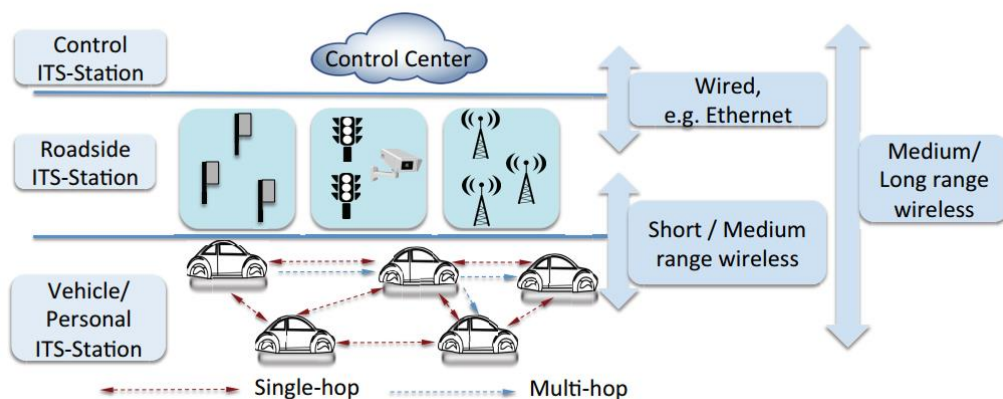 Control
ITS-Station
Control Center
Wired,
e.g. Ethernet
Roadside
ITS-Station
Medium/
Long range
wireless
Short / Medium
range wireless
Vehicle/
Personal
ITS-Station
Single-hop
Multi-hop